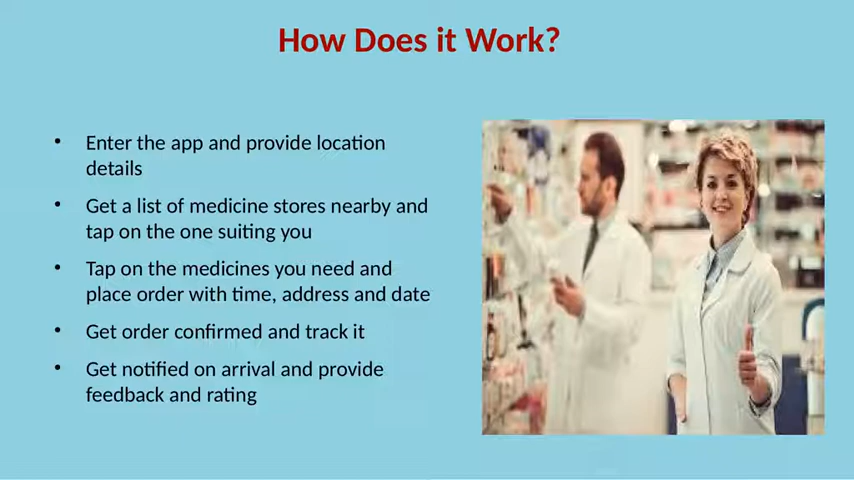 How Does it Work?
• Enter the app and provide location
details
• Get a list of medicine stores nearby and
tap on the one suiting you
• Tap on the medicines you need and
place order with time, address and date
• Get order confirmed and track it
• Get notified on arrival and provide
feedback and rating